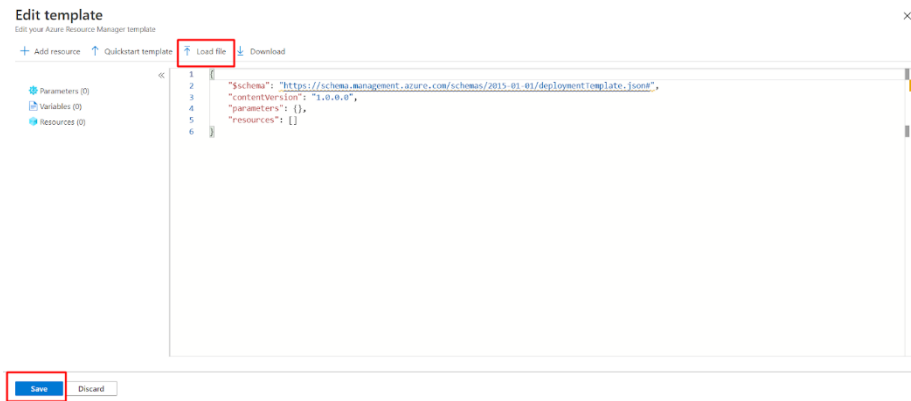 Edit template
Edit your Azure Resource Manager template
Add resource Quickstart template Load file Download
Parameters (0)
Variables (0)
Resources (0)
1 {
2 "$schema": "https://schema.management.azure.com/schemas/2015-01-01/deploymentTemplate.json#",
3 "contentVersion": "1.0.0.0",
4 "parameters": {},
5 "resources": []
6 }
Save Discard